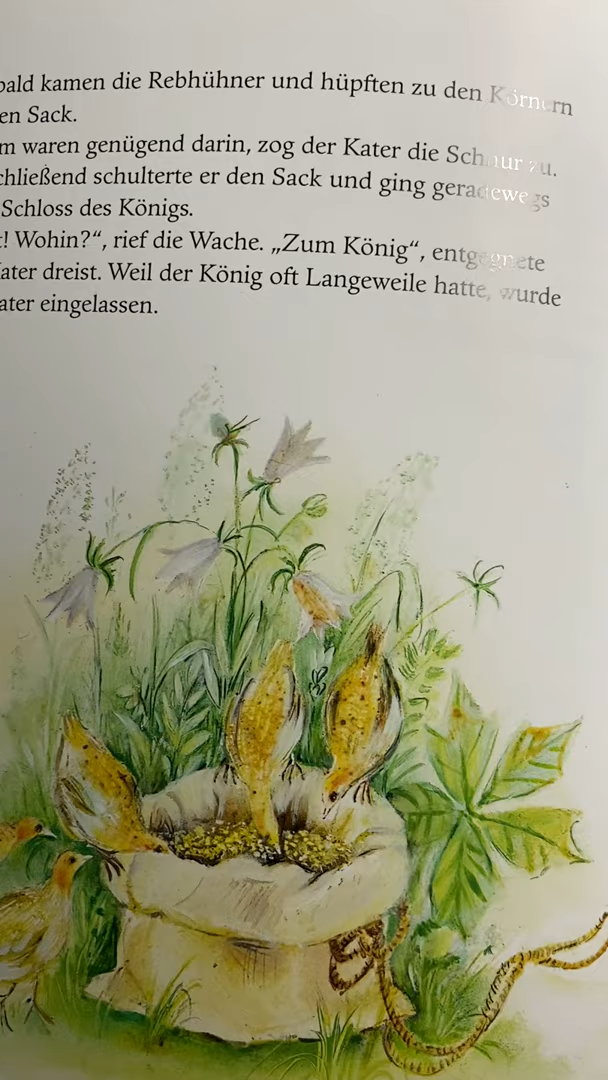 bald kamen die Rebhühner und hüpften zu den Körnern
en Sack.
m waren genügend darin, zog der Kater die Schnur zu.
chließend schulterte er den Sack und ging geradewegs
Schloss des Königs.
t! Wohin?“, rief die Wache. „Zum König“, entgegnete
ater dreist. Weil der König oft Langeweile hatte, wurde
ater eingelassen.